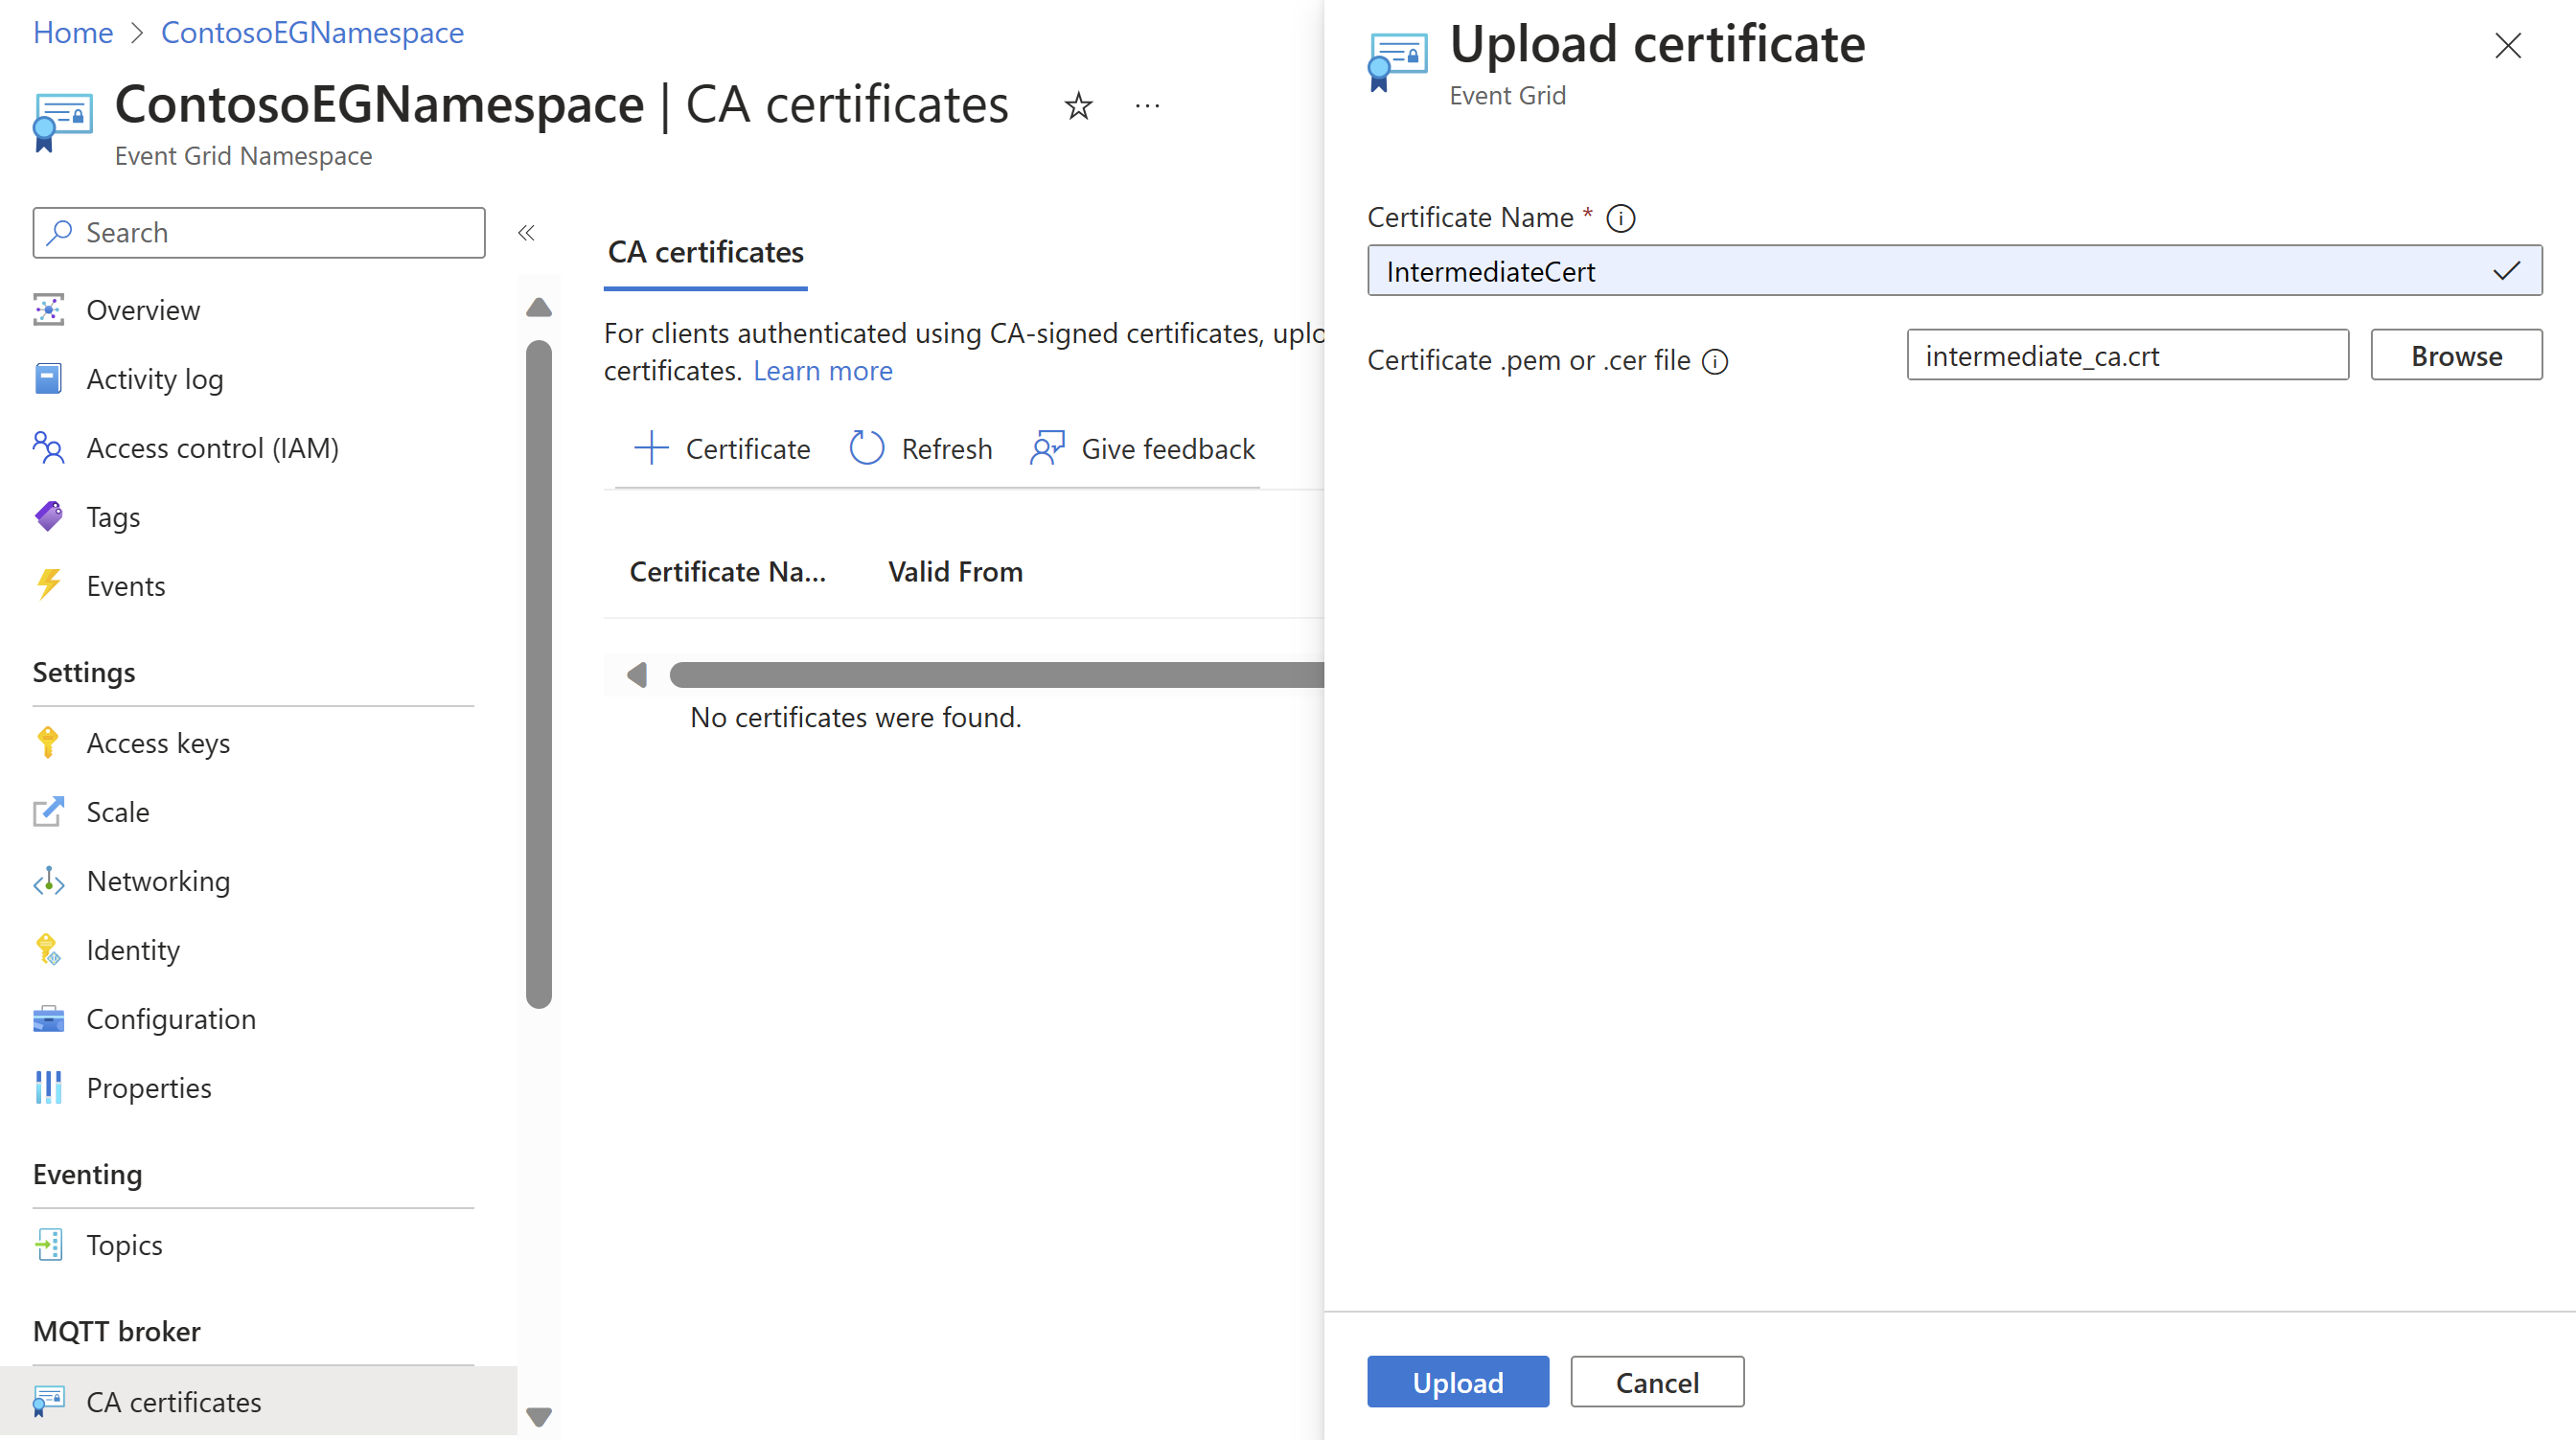 Home > ContosoEGNamespace
ContosoEGNamespace | CA certificates
Event Grid Namespace
Search
Overview
Activity log
Access control (IAM)
Tags
Events
Settings
Access keys
Scale
Networking
Identity
Configuration
Properties
Eventing
Topics
MQTT broker
CA certificates
CA certificates
For clients authenticated using CA-signed certificates, uplo
certificates. Learn more
Certificate Refresh Give feedback
Certificate Na... Valid From
No certificates were found.
Upload certificate
Event Grid
Certificate Name *
IntermediateCert
Certificate .pem or .cer file intermediate_ca.crt Browse
Upload Cancel